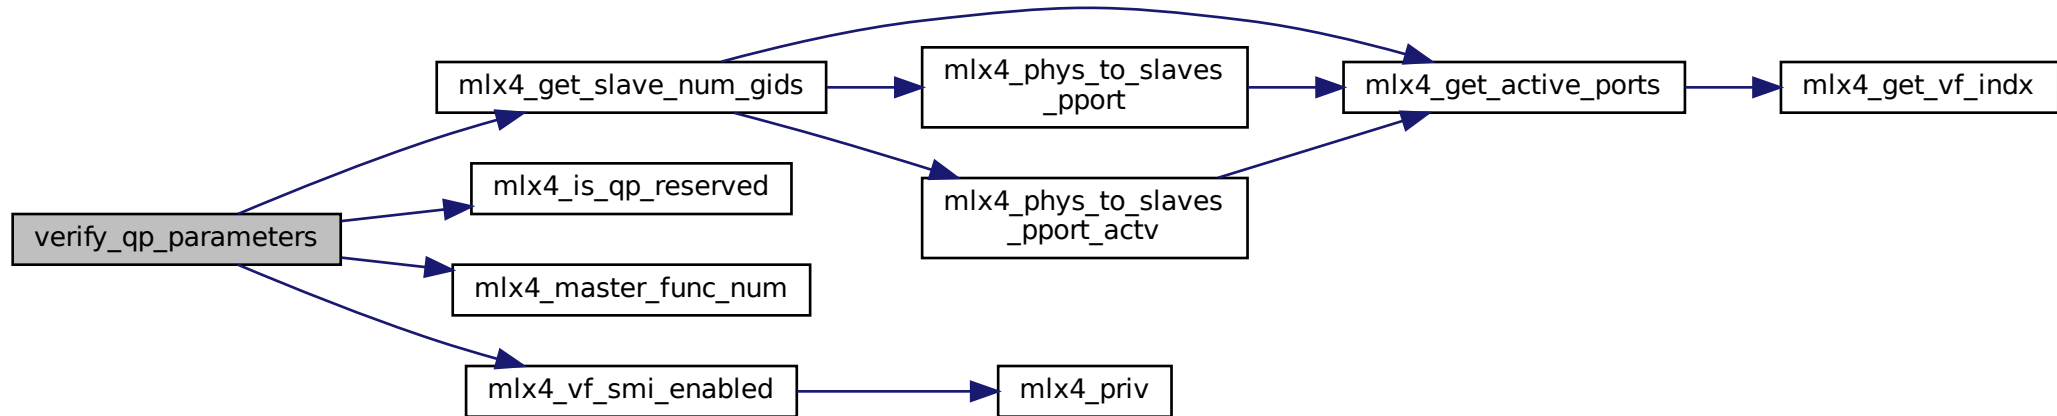 verify_qp_parameters
mlx4_get_slave_num_gids
mlx4_is_qp_reserved
mlx4_master_func_num
mlx4_vf_smi_enabled
mlx4_phys_to_slaves
_pport
mlx4_phys_to_slaves
_pport_actv
mlx4_priv
mlx4_get_active_ports
mlx4_get_vf_indx